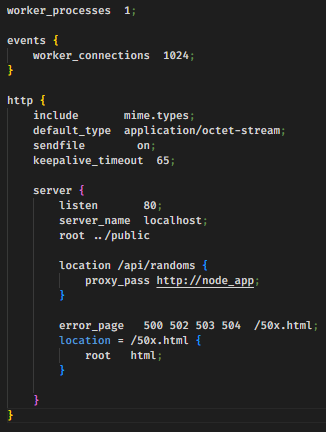 worker_processes  1;
events {
    worker_connections  1024;
}
http {
    include       mime.types;
    default_type  application/octet-stream;
    sendfile        on;
    keepalive_timeout  65;
    server {
        listen       80;
        server_name  localhost;
        root ../public
        location /api/randoms {
            proxy_pass http://node_app;
        }
        error_page   500 502 503 504  /50x.html;
        location = /50x.html {
            root   html;
        }
    }
}